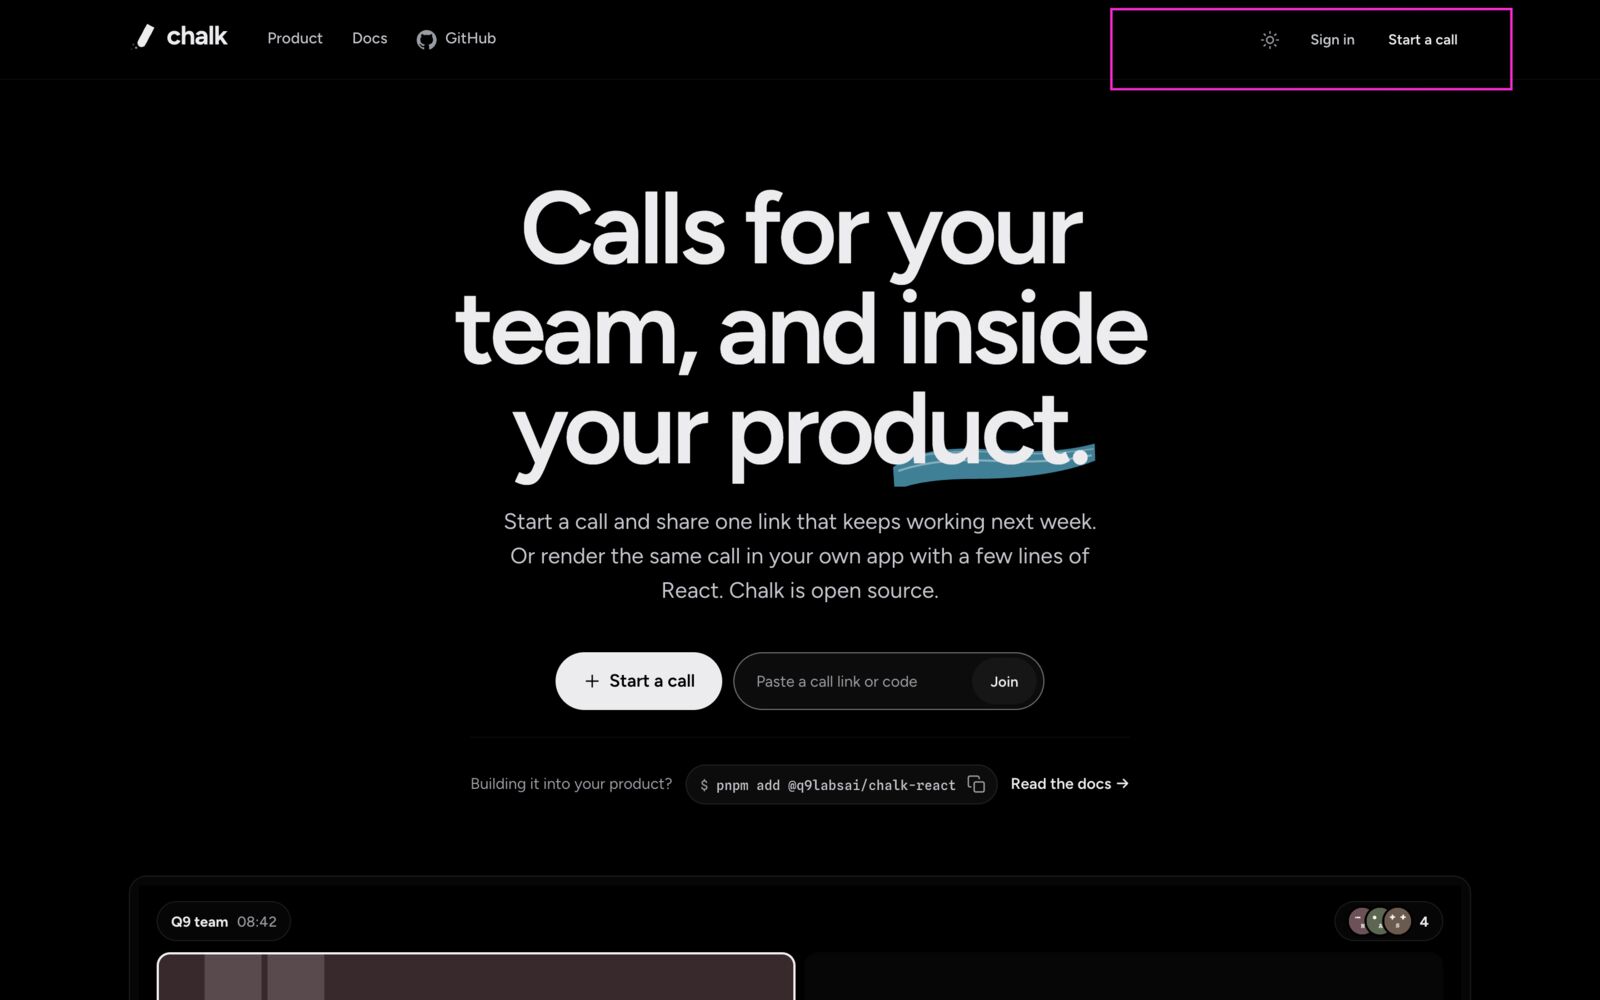 chalk
Product
Docs
GitHub
Sign in
Start a call
Calls for your
team, and inside
your product.
Start a call and share one link that keeps working next week.
Or render the same call in your own app with a few lines of
React. Chalk is open source.
+ Start a call
Paste a call link or code
Join
Building it into your product?
$ pnpm add @q9labsai/chalk-react
Read the docs →
Q9 team 08:42
4